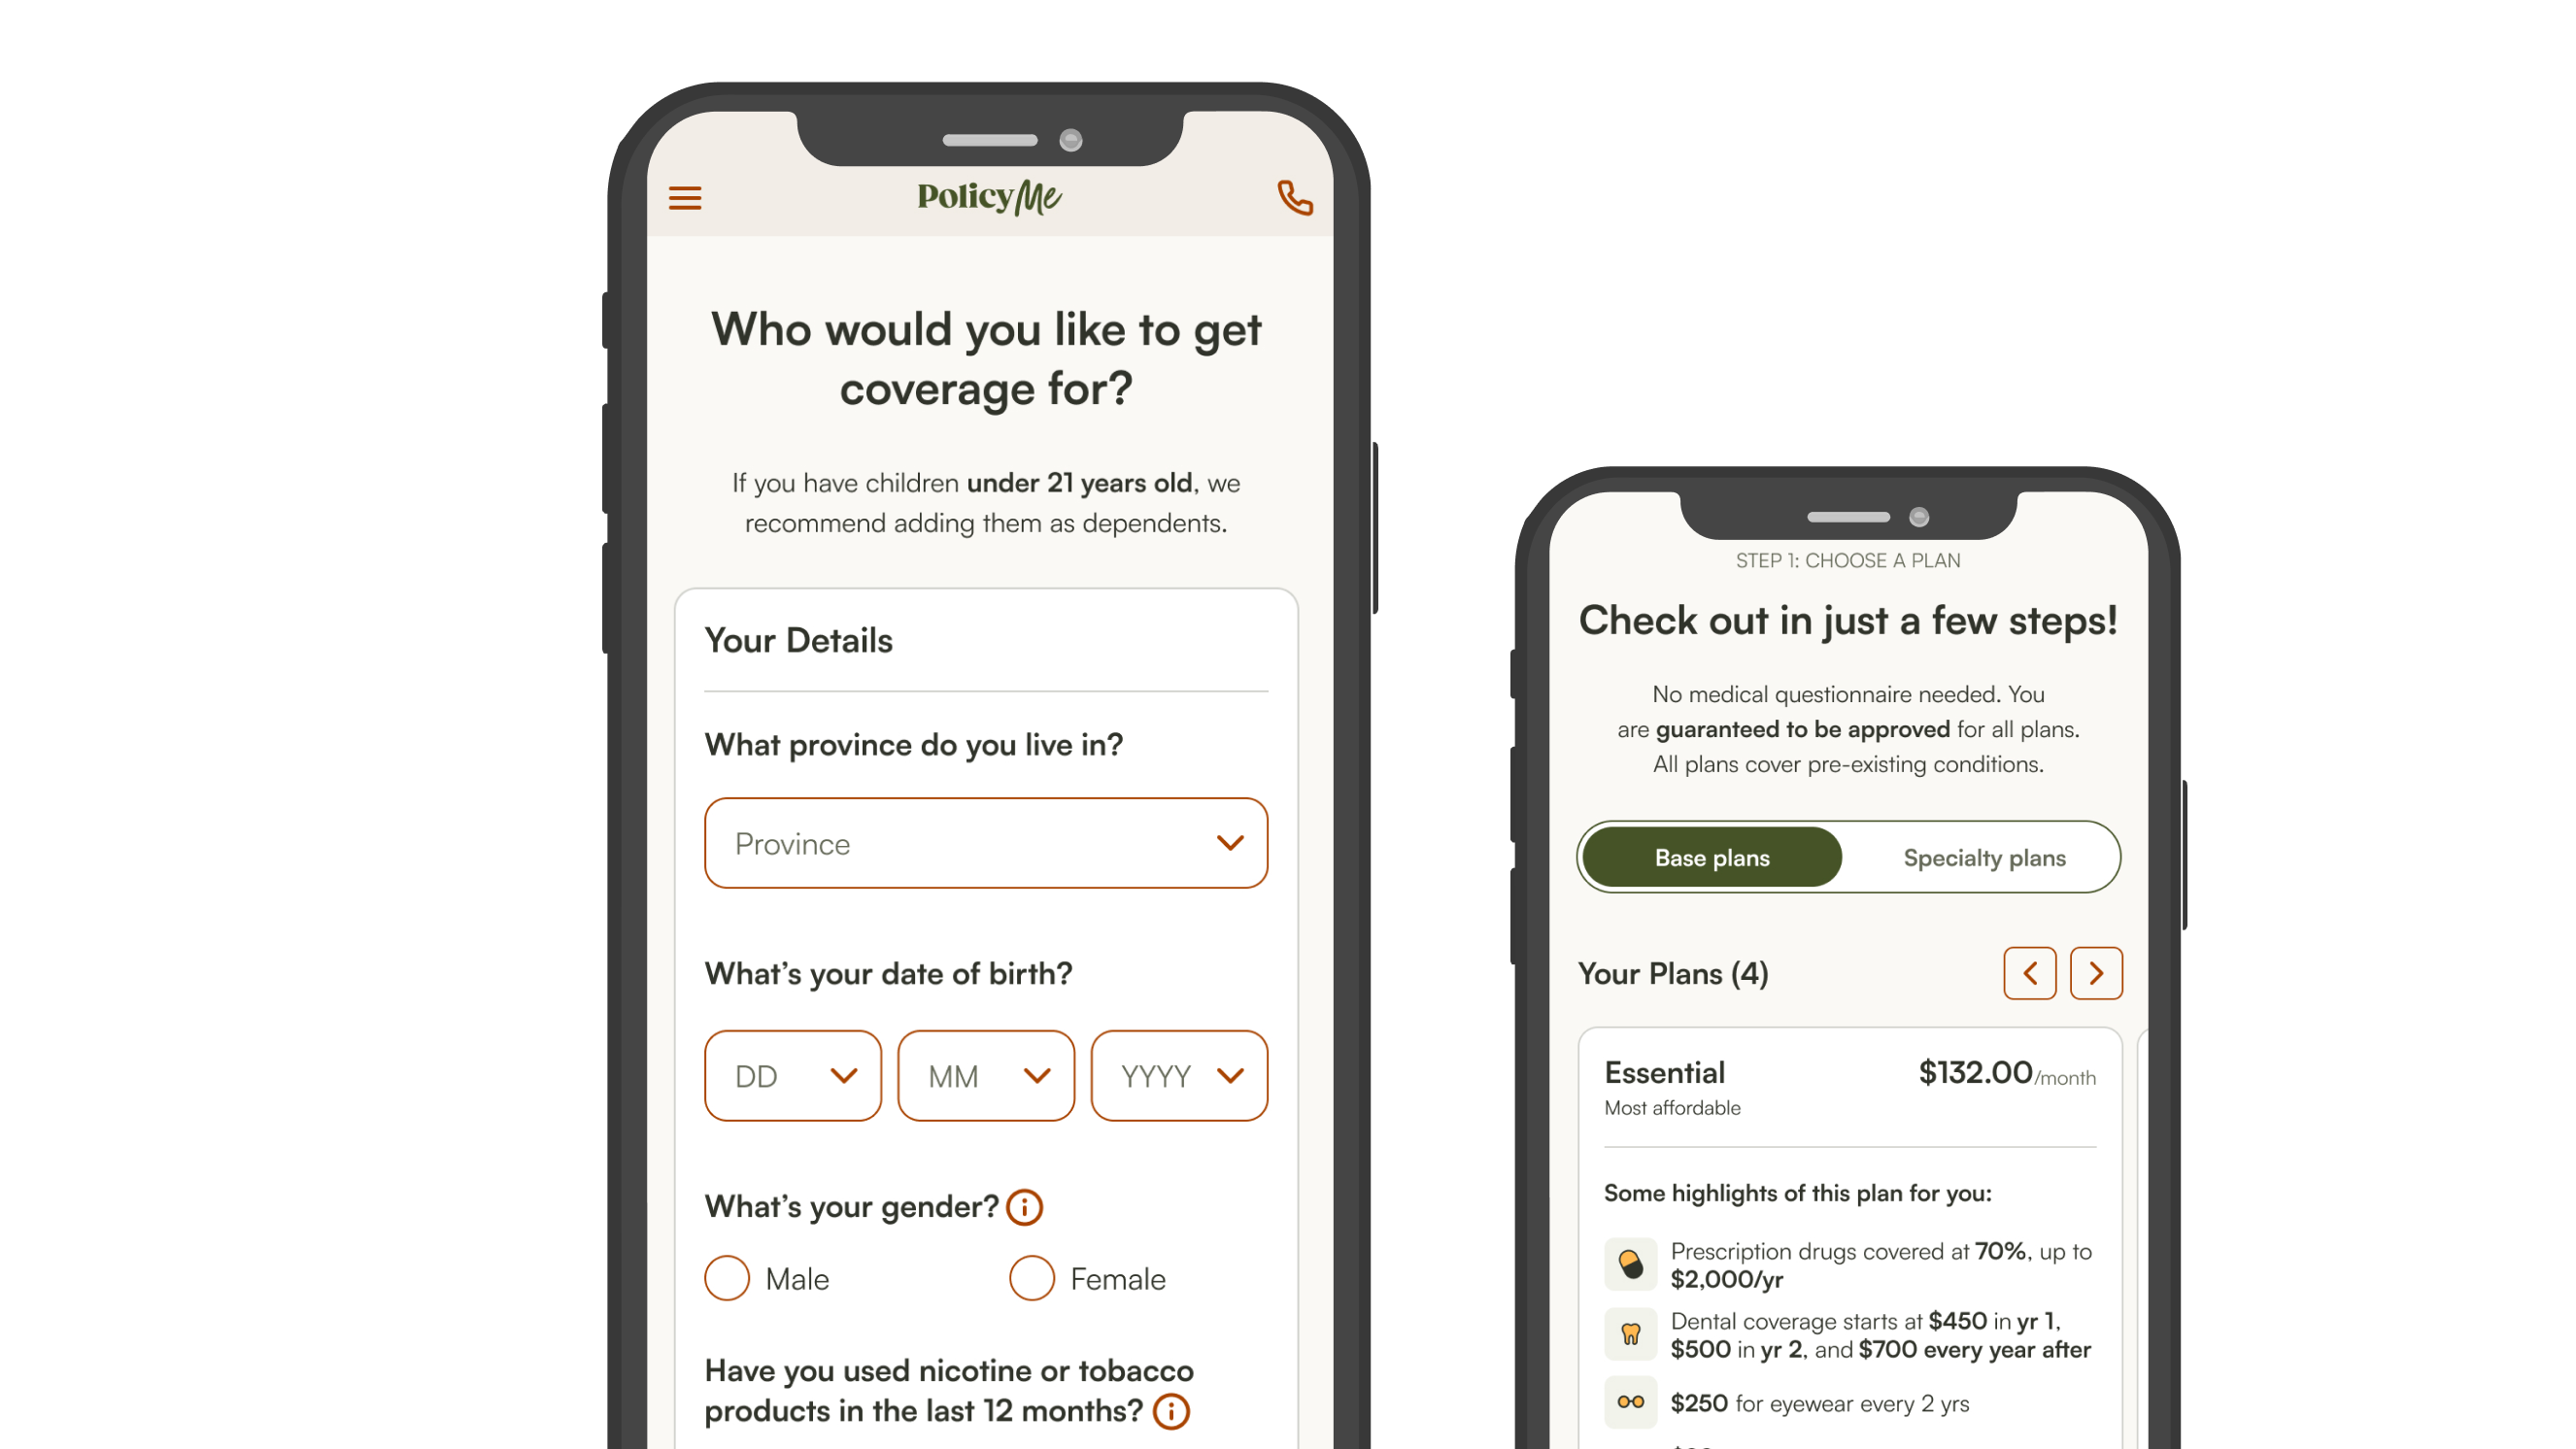 PolicyMe
Who would you like to get
coverage for?
If you have children under 21 years old, we
recommend adding them as dependents.
Your Details
What province do you live in?
Province
What’s your date of birth?
DD
MM
YYYY
What’s your gender?
Male
Female
Have you used nicotine or tobacco
products in the last 12 months?
STEP 1: CHOOSE A PLAN
Check out in just a few steps!
No medical questionnaire needed. You
are guaranteed to be approved for all plans.
All plans cover pre-existing conditions.
Base plans
Specialty plans
Your Plans (4)
Essential
$132.00/month
Most affordable
Some highlights of this plan for you:
Prescription drugs covered at 70%, up to
$2,000/yr
Dental coverage starts at $450 in yr 1,
$500 in yr 2, and $700 every year after
$250 for eyewear every 2 yrs